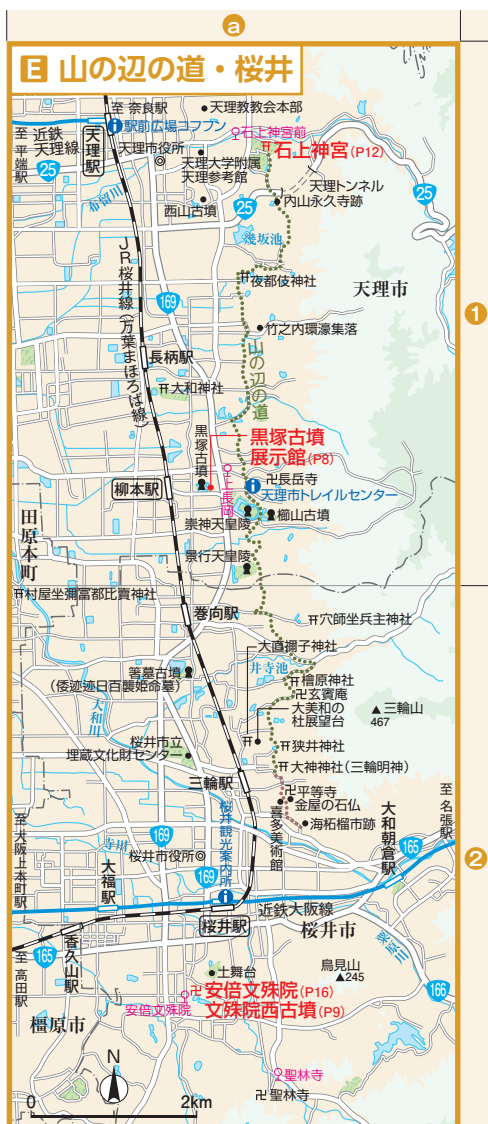 a
E 山の辺の道・桜井
至 奈良駅
天理教教会本部
至 平端駅
近鉄
天理線
天理駅
i
駅前広場コフフン
石上神宮前
石上神宮(P12)
天理市役所
天理大学附属
天理参考館
25
天理トンネル
25
布留川
西山古墳
25
内山永久寺跡
幾坂池
JR桜井線(万葉まほろば線)
169
夜都伎神社
天理市
1
竹之内環濠集落
長柄駅
山の辺の道
大和神社
黒塚古墳
黒塚古墳
展示館(P8)
上長岡
柳本駅
長岳寺
i
天理市トレイルセンター
崇神天皇陵
櫛山古墳
田原本町
景行天皇陵
村屋坐彌冨都比賣神社
巻向駅
穴師坐兵主神社
大直禰子神社
井寺池
箸墓古墳
(倭迹迹日百襲姫命墓)
檜原神社
玄賓庵
大美和の
杜展望台
三輪山
467
大和川
桜井市立
埋蔵文化財センター
狭井神社
大神神社(三輪明神)
三輪駅
平等寺
金屋の石仏
喜多美術館
海柘榴市跡
至 名張駅
大和朝倉駅
165
2
至 大阪上本町駅
寺川
169
桜井市役所
169
桜井観光案内所
i
大福駅
近鉄大阪線
桜井駅
桜井市
165
香久山駅
至 高田駅
土舞台
鳥見山
245
粟原川
166
安倍文殊院
安倍文殊院(P16)
文殊院西古墳(P9)
橿原市
N
聖林寺
聖林寺
0
2km